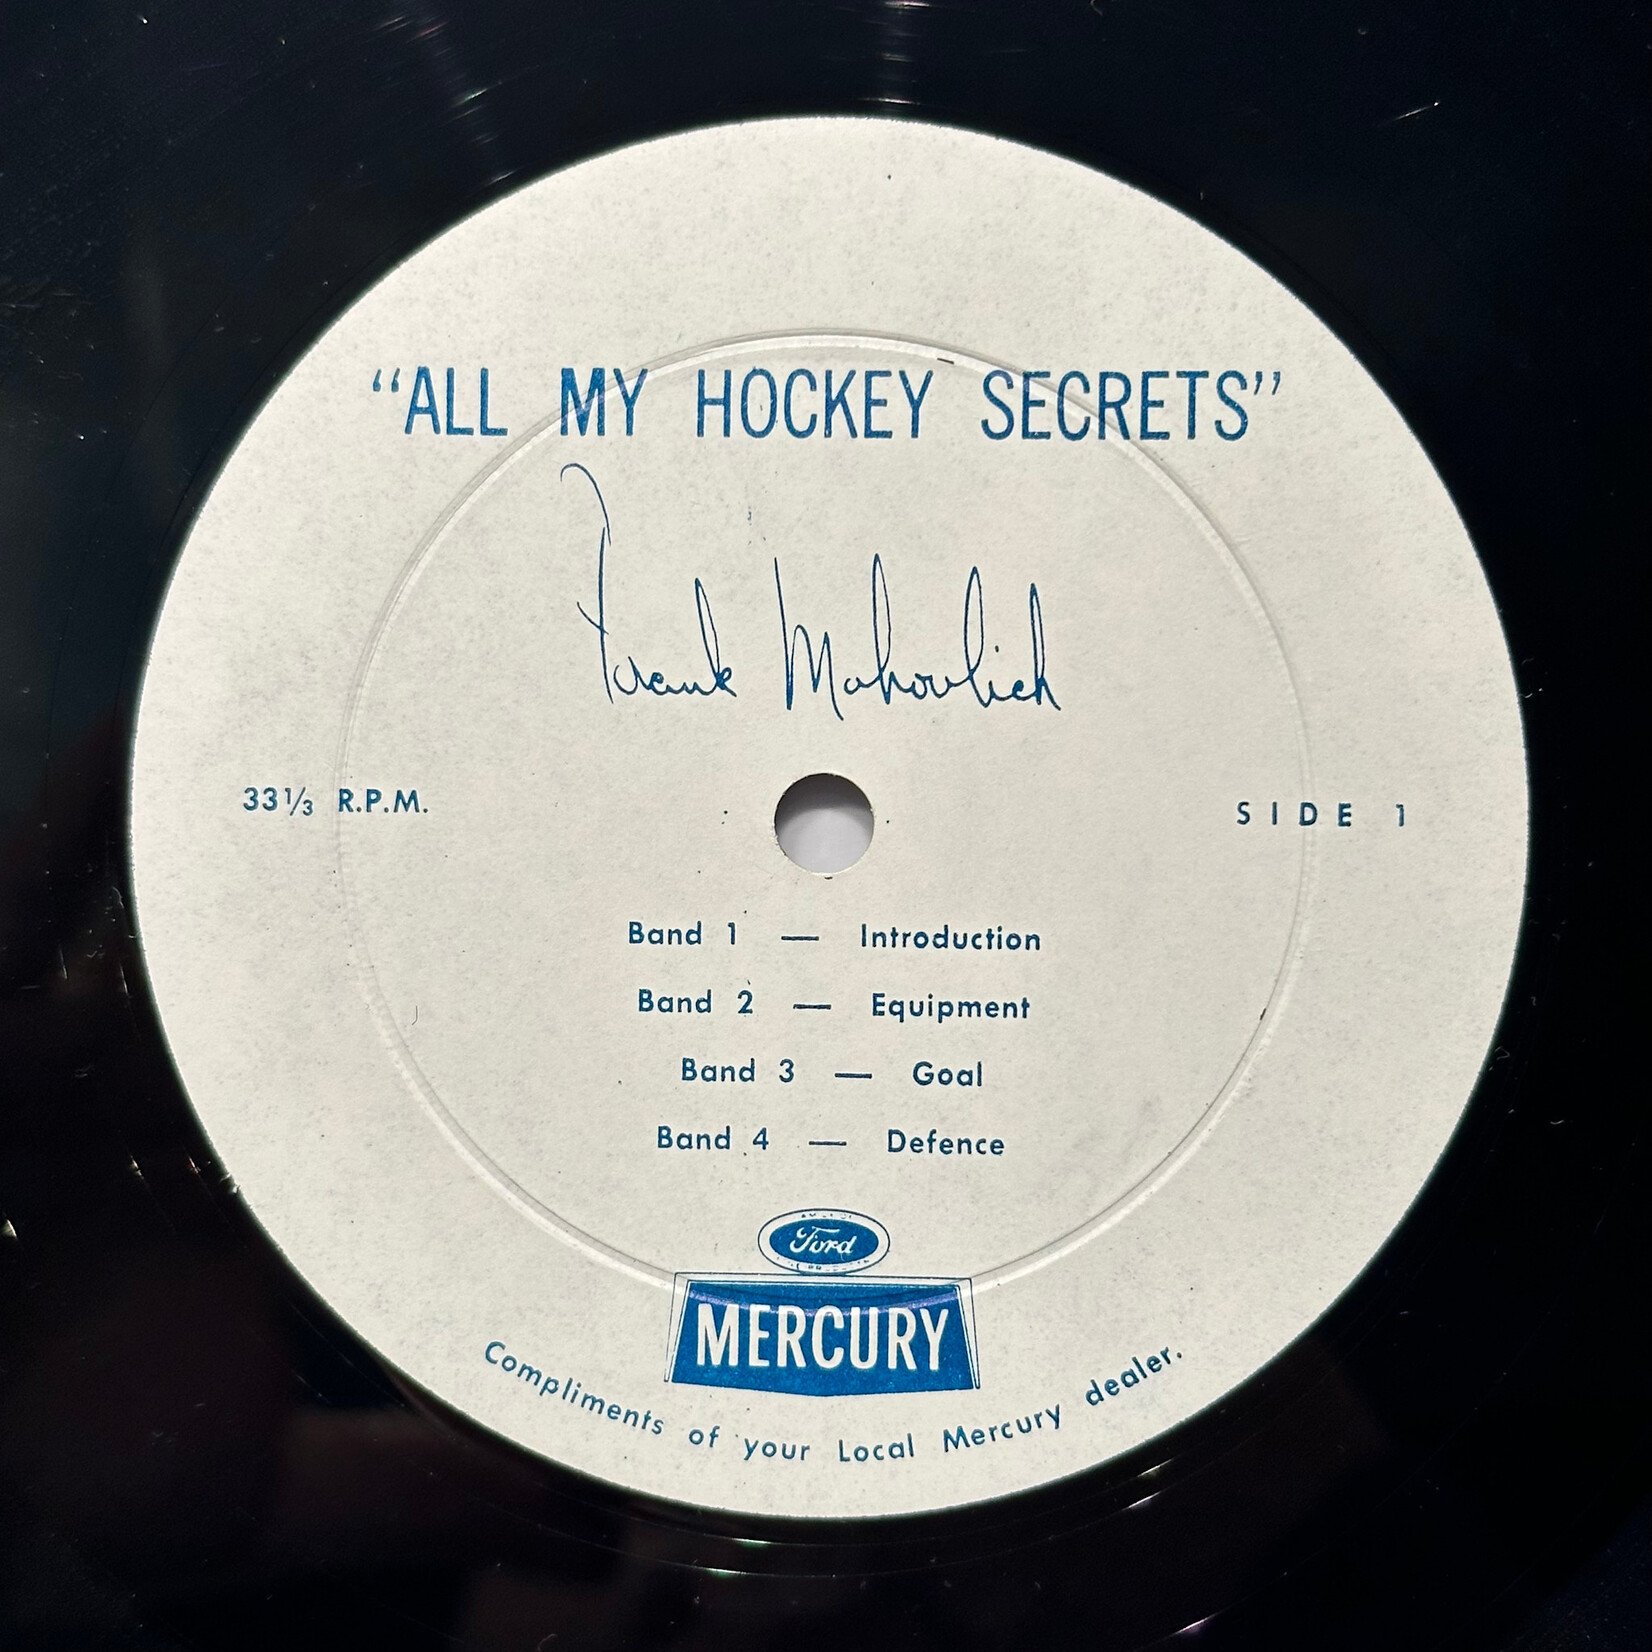 “ALL MY HOCKEY SECRETS”
Frank Mahovlich
33⅓ R.P.M.
SIDE 1
Band 1 — Introduction
Band 2 — Equipment
Band 3 — Goal
Band 4 — Defence
Ford
MERCURY
Compliments of your Local Mercury dealer.